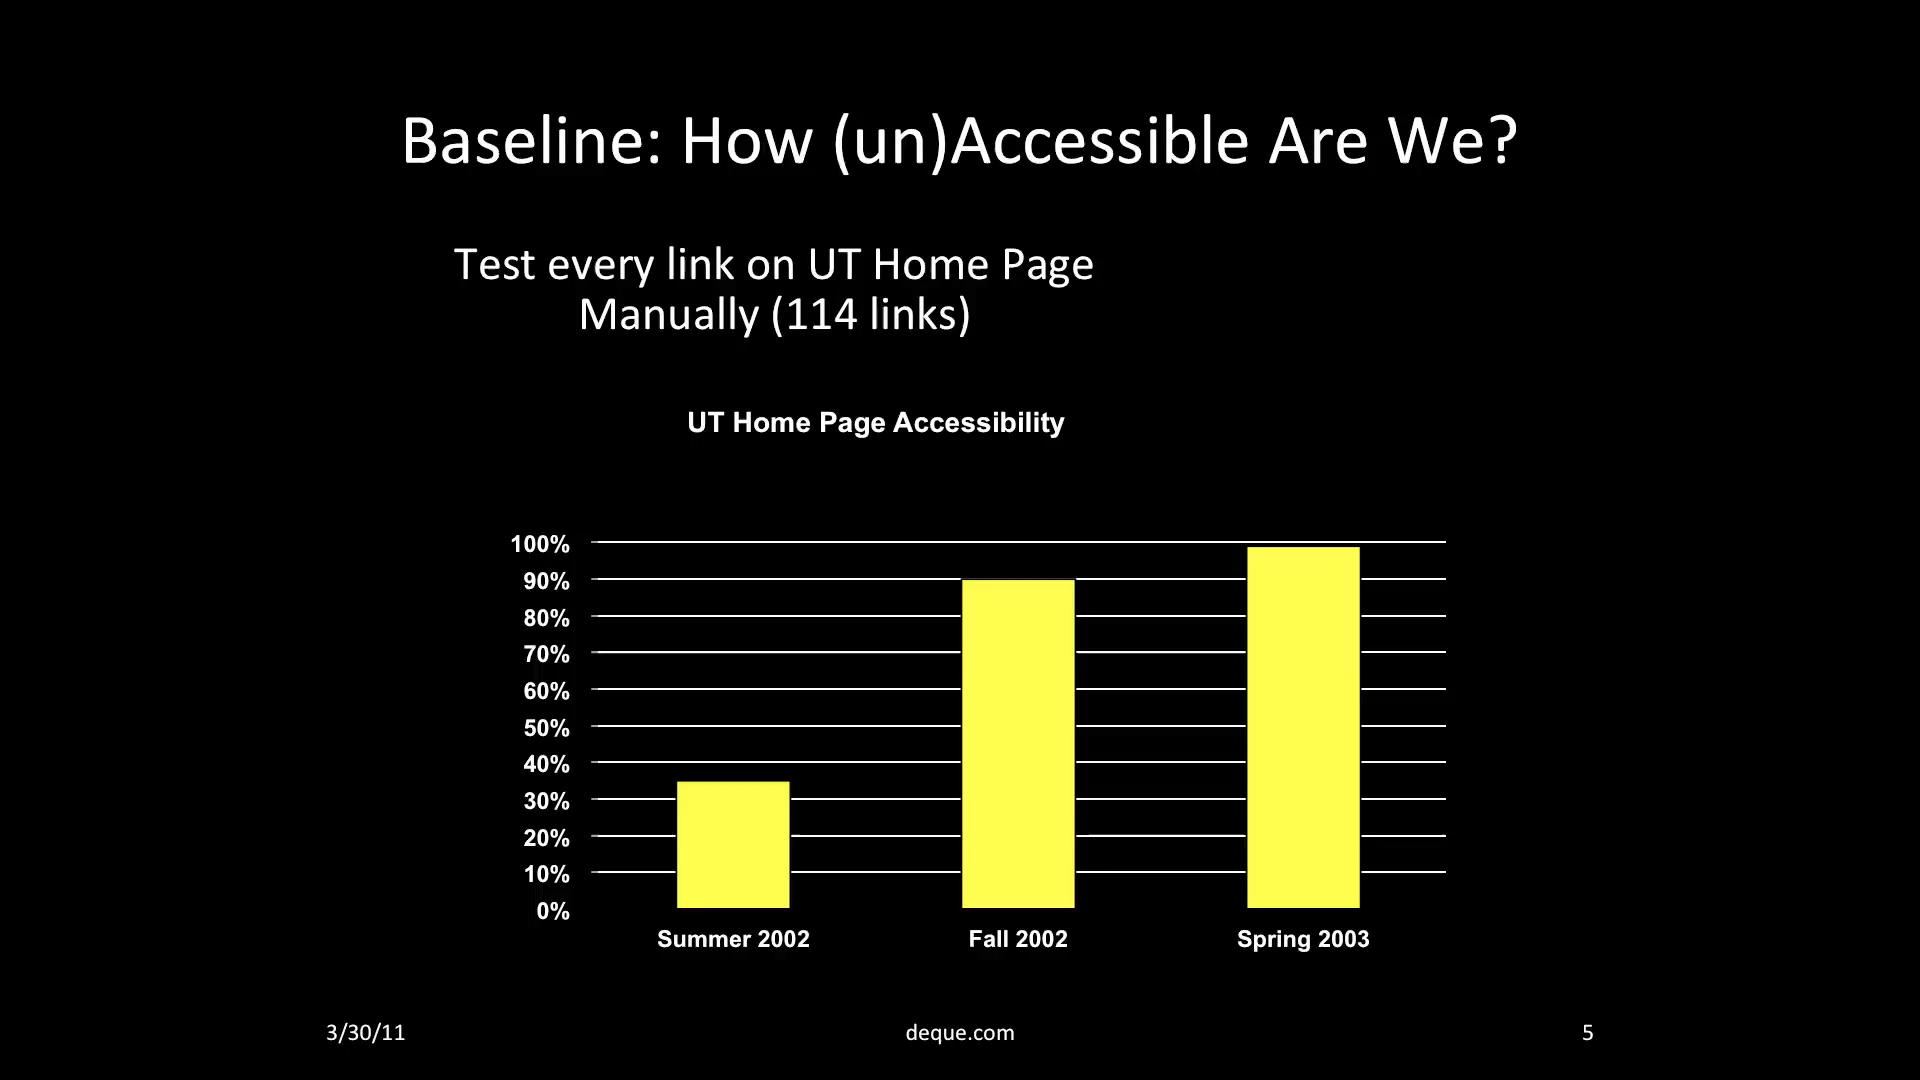 Baseline: How (un)Accessible Are We?
Test every link on UT Home Page
Manually (114 links)
UT Home Page Accessibility
100%
90%
80%
70%
60%
50%
40%
30%
20%
10%
0%
Summer 2002 Fall 2002 Spring 2003
3/30/11 deque.com 5